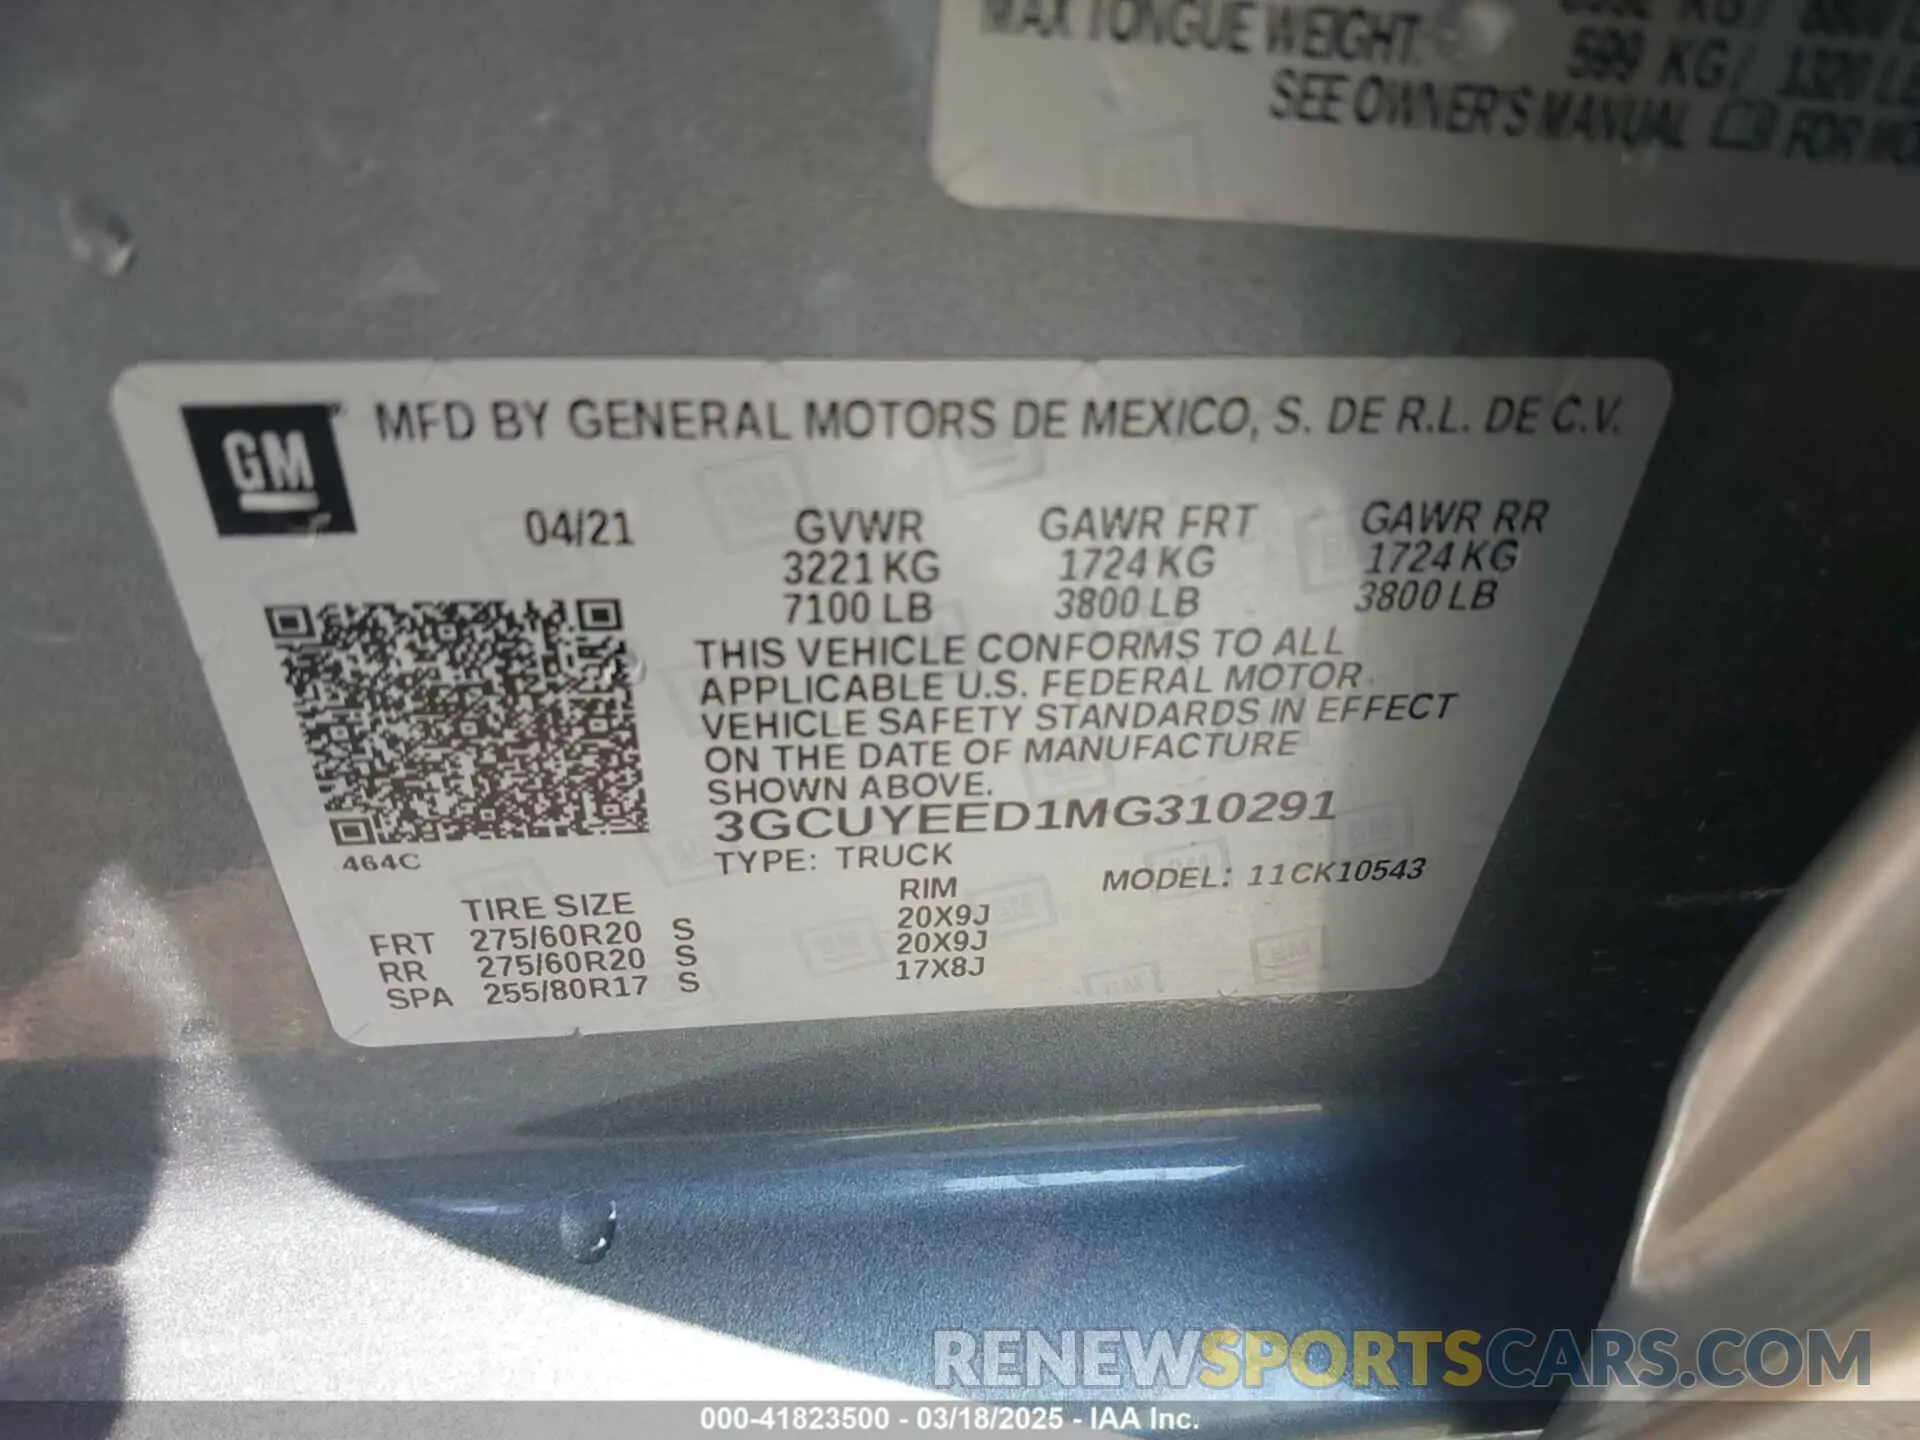 MAX TONGUE WEIGHT: 599 KG/ 1320 LB
SEE OWNER'S MANUAL FOR MO
GM
MFD BY GENERAL MOTORS DE MEXICO, S. DE R.L. DE C.V.
04/21 GVWR GAWR FRT GAWR RR
3221 KG 1724 KG 1724 KG
7100 LB 3800 LB 3800 LB
THIS VEHICLE CONFORMS TO ALL
APPLICABLE U.S. FEDERAL MOTOR
VEHICLE SAFETY STANDARDS IN EFFECT
ON THE DATE OF MANUFACTURE
SHOWN ABOVE.
3GCUYEED1MG310291
464C
TYPE: TRUCK MODEL: 11CK10543
TIRE SIZE RIM
FRT 275/60R20 S 20X9J
RR 275/60R20 S 20X9J
SPA 255/80R17 S 17X8J
RENEWSPORTSCARS.COM
000-41823500 - 03/18/2025 - IAA Inc.